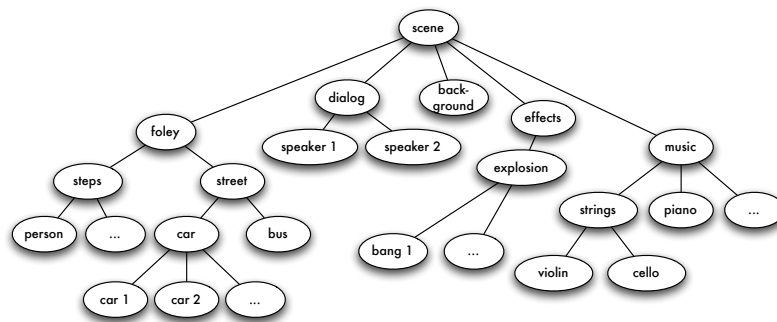 scene
dialog
back-
ground
effects
foley
music
speaker 1
speaker 2
explosion
steps
street
strings
piano
...
person
...
car
bus
bang 1
...
violin
cello
car 1
car 2
...